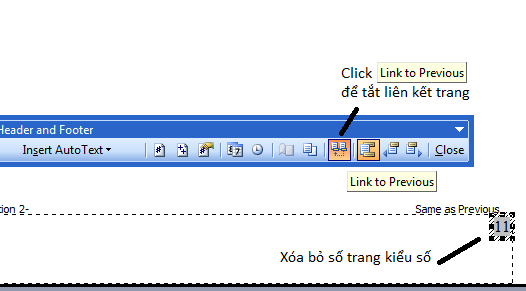 Click Link to Previous
để tắt liên kết trang
Header and Footer
Insert AutoText
Close
Link to Previous
tion 2-
Same as Previous
11
Xóa bỏ số trang kiểu số